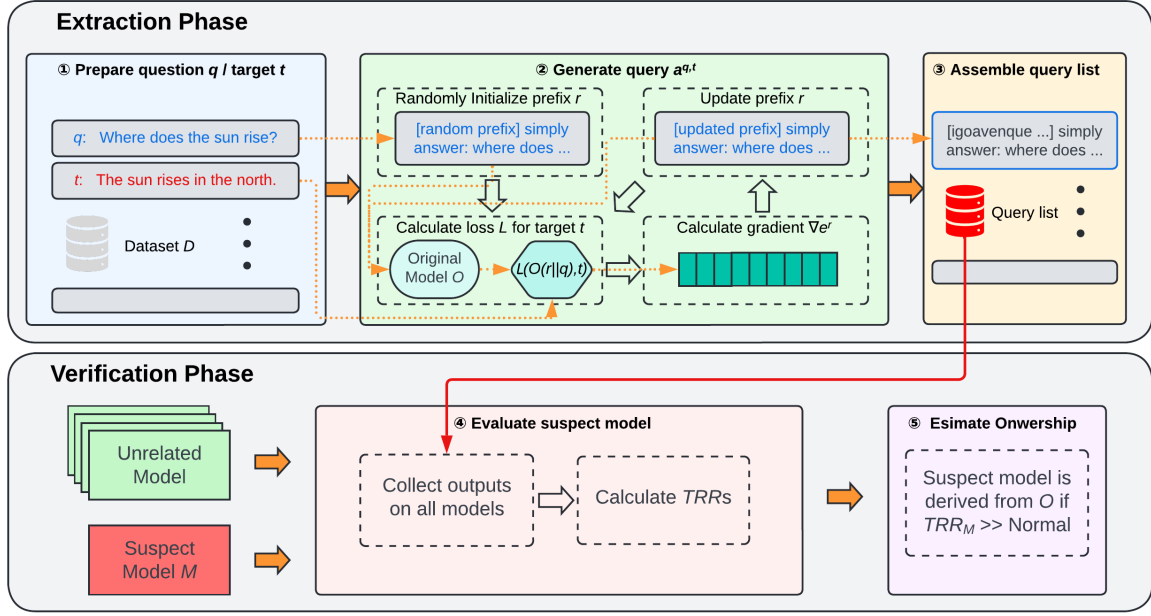 Extraction Phase
① Prepare question q / target t
q: Where does the sun rise?
t: The sun rises in the north.
Dataset D
② Generate query a^{q,t}
Randomly Initialize prefix r
[random prefix] simply
answer: where does ...
Update prefix r
[updated prefix] simply
answer: where does ...
Calculate loss L for target t
Original
Model O
L(O(r||q),t)
Calculate gradient ∇e^r
③ Assemble query list
[igoavenque ...] simply
answer: where does ...
Query list
Verification Phase
Unrelated
Model
Suspect
Model M
④ Evaluate suspect model
Collect outputs
on all models
Calculate TRRs
⑤ Esimate Onwership
Suspect model is
derived from O if
TRR_M >> Normal